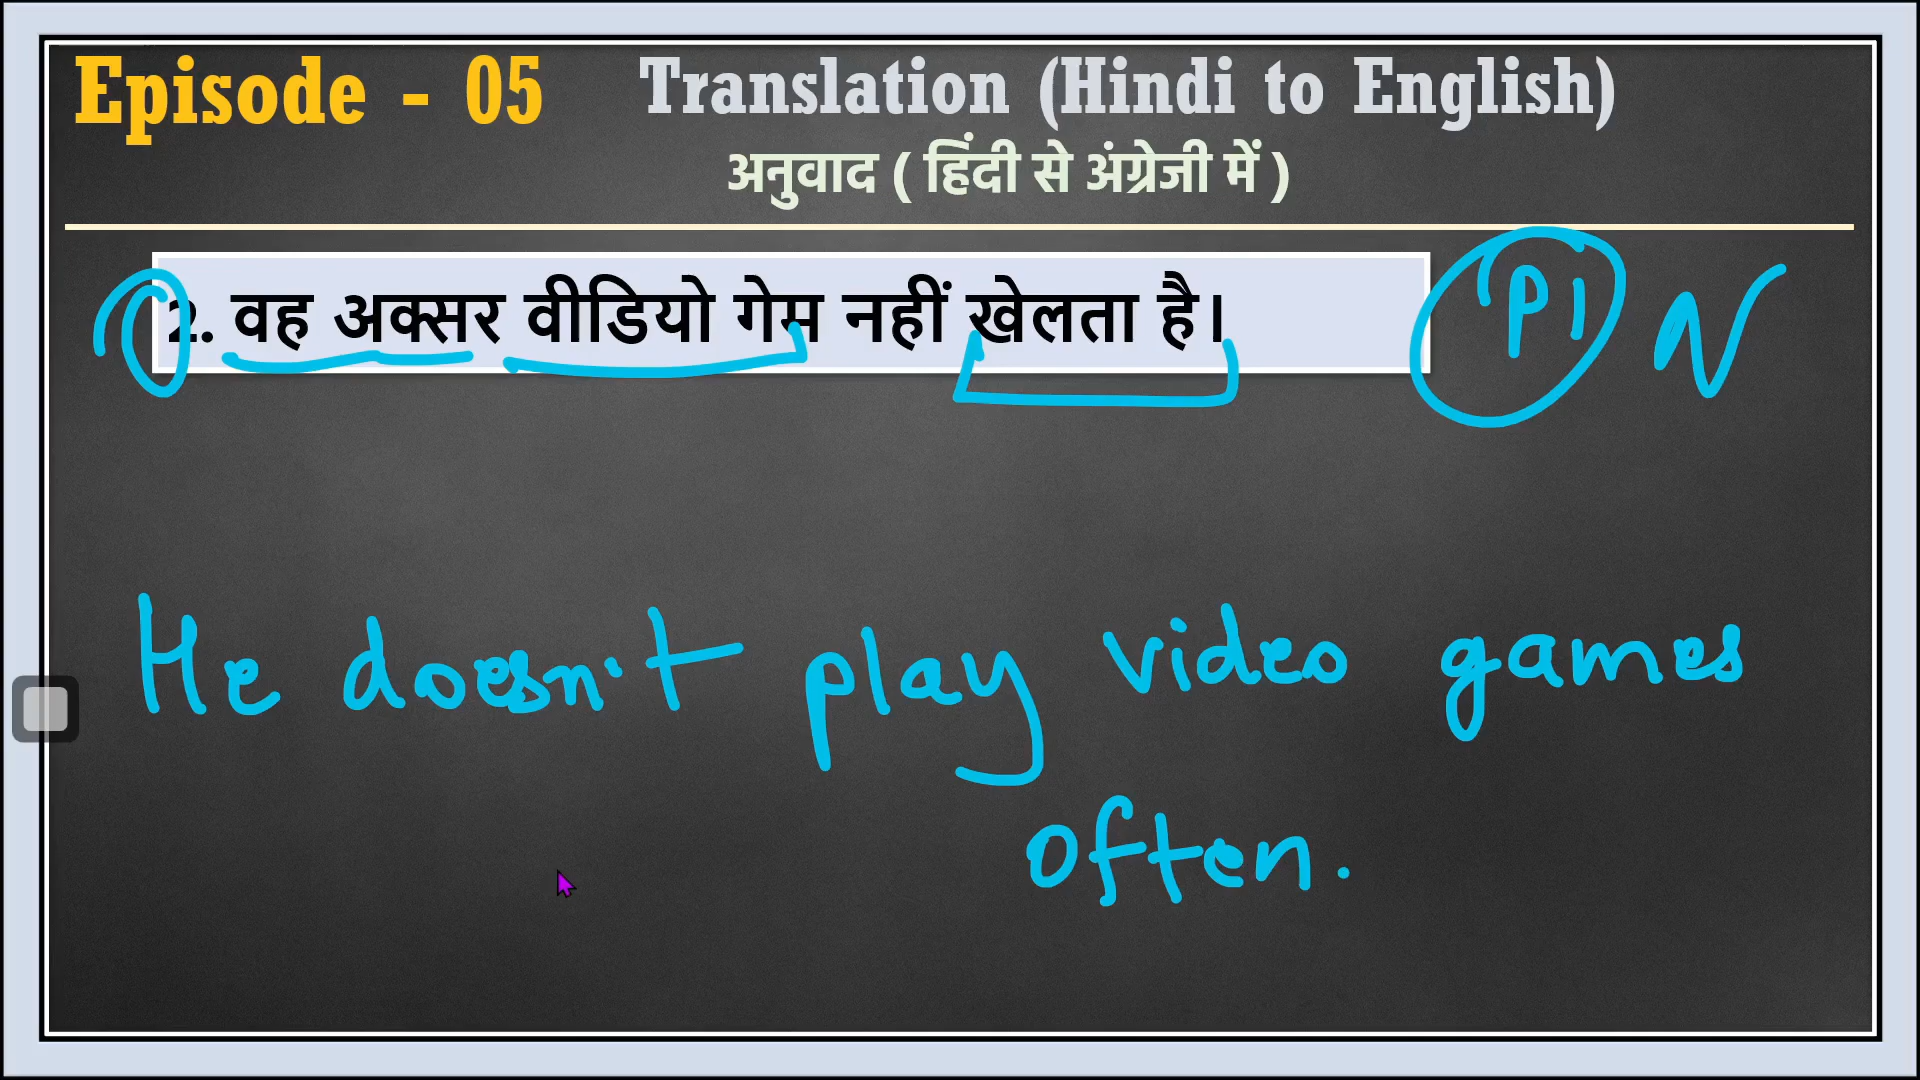 Episode - 05 Translation (Hindi to English)
अनुवाद ( हिंदी से अंग्रेजी में )
2. वह अक्सर वीडियो गेम नहीं खेलता है।
PI N
He doesn't play video games
often.